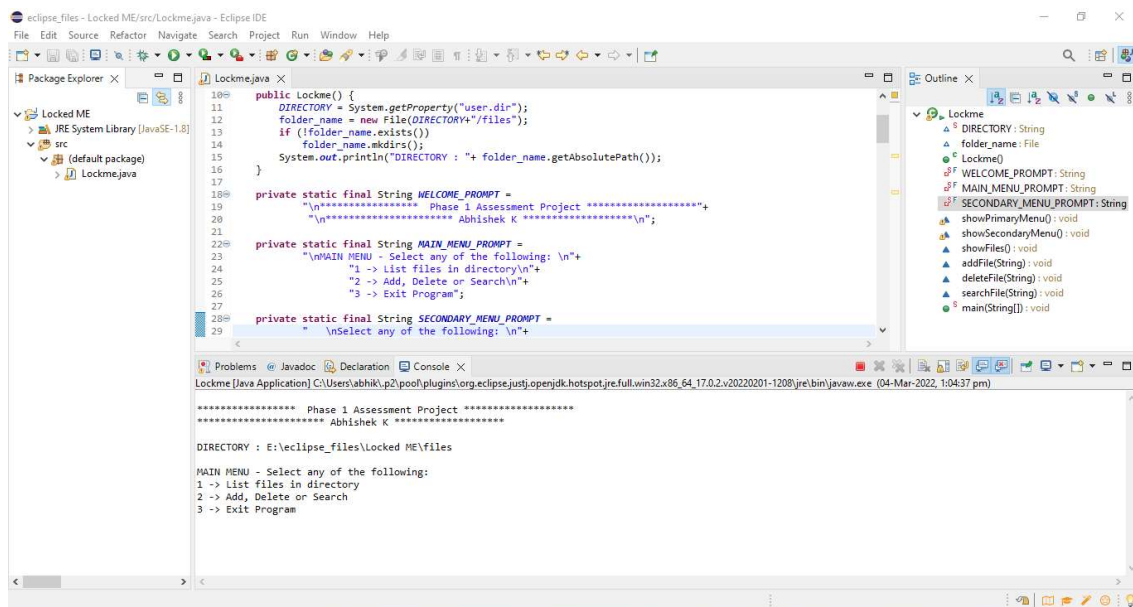 eclipse_files - Locked ME/src/Lockme.java - Eclipse IDE
File Edit Source Refactor Navigate Search Project Run Window Help
Package Explorer
Locked ME
JRE System Library [JavaSE-1.8]
src
(default package)
Lockme.java
Lockme.java
10 public Lockme() {
11 DIRECTORY = System.getProperty("user.dir");
12 folder_name = new File(DIRECTORY+"/files");
13 if (!folder_name.exists())
14 folder_name.mkdirs();
15 System.out.println("DIRECTORY : "+ folder_name.getAbsolutePath());
16 }
17
18 private static final String WELCOME_PROMPT =
19 "\n***************** Phase 1 Assessment Project *******************"+
20 "\n********************** Abhishek K *******************\n";
21
22 private static final String MAIN_MENU_PROMPT =
23 "\nMAIN MENU - Select any of the following: \n"+
24 "1 -> List files in directory\n"+
25 "2 -> Add, Delete or Search\n"+
26 "3 -> Exit Program";
27
28 private static final String SECONDARY_MENU_PROMPT =
29 " \nSelect any of the following: \n"+
Outline
Lockme
DIRECTORY : String
folder_name : File
Lockme()
WELCOME_PROMPT : String
MAIN_MENU_PROMPT : String
SECONDARY_MENU_PROMPT : String
showPrimaryMenu() : void
showSecondaryMenu() : void
showFiles() : void
addFile(String) : void
deleteFile(String) : void
searchFile(String) : void
main(String[]) : void
Problems @ Javadoc Declaration Console
Lockme [Java Application] C:\Users\abhik\.p2\pool\plugins\org.eclipse.justj.openjdk.hotspot.jre.full.win32.x86_64_17.0.2.v20220201-1208\jre\bin\javaw.exe (04-Mar-2022, 1:04:37 pm)
***************** Phase 1 Assessment Project *******************
********************** Abhishek K *******************
DIRECTORY : E:\eclipse_files\Locked ME\files
MAIN MENU - Select any of the following:
1 -> List files in directory
2 -> Add, Delete or Search
3 -> Exit Program